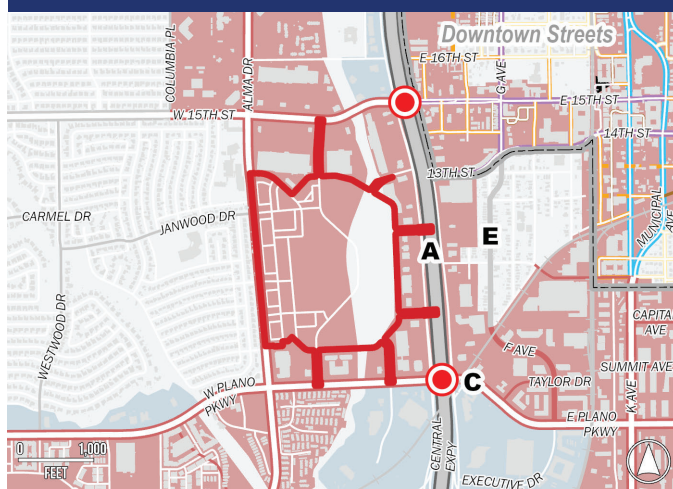 Downtown Streets
COLUMBIA PL
ALMA DR
E 16TH ST
G AVE
W 15TH ST
E 15TH ST
14TH ST
13TH ST
MUNICIPAL
AVE
CARMEL DR
JANWOOD DR
E
A
WESTWOOD DR
CAPITAL
AVE
F AVE
SUMMIT AVE
W PLANO
PKWY
C
TAYLOR DR
K AVE
E PLANO
PKWY
0 1,000
FEET
CENTRAL
EXPY
EXECUTIVE DR